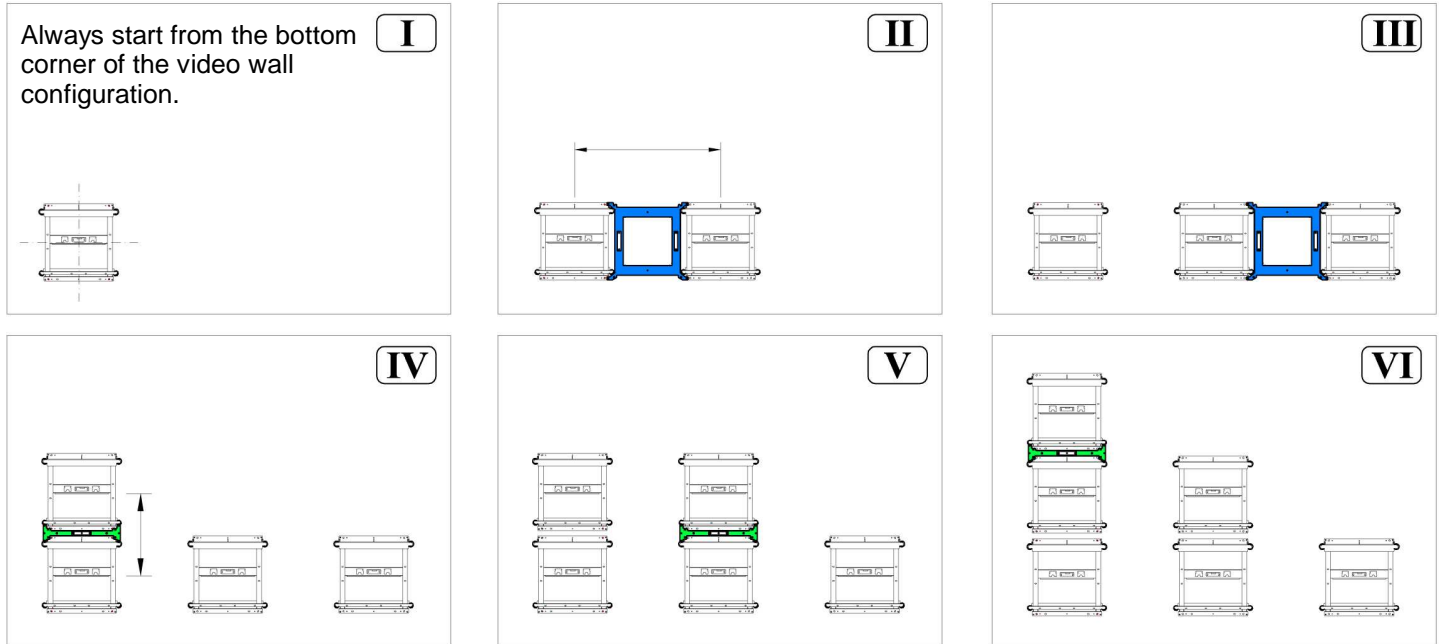 Always start from the bottom
corner of the video wall
configuration.
I
II
III
IV
V
VI